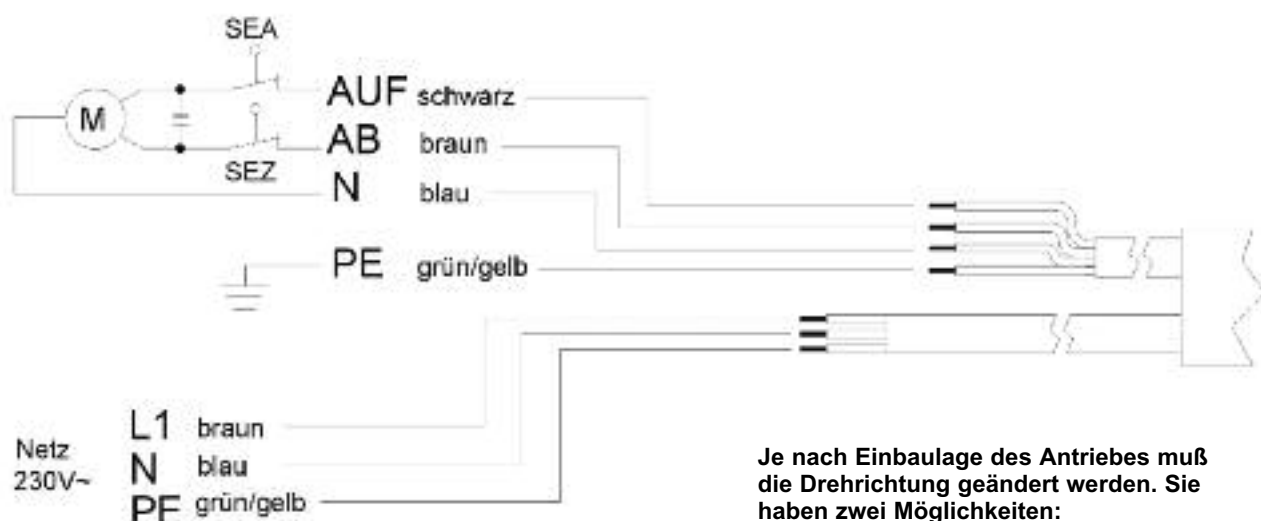 SEA
M
AUF schwarz
AB braun
SEZ
N blau
PE grün/gelb
L1 braun
Netz
230V~
N blau
PE grün/gelb
Je nach Einbaulage des Antriebes muß
die Drehrichtung geändert werden. Sie
haben zwei Möglichkeiten: